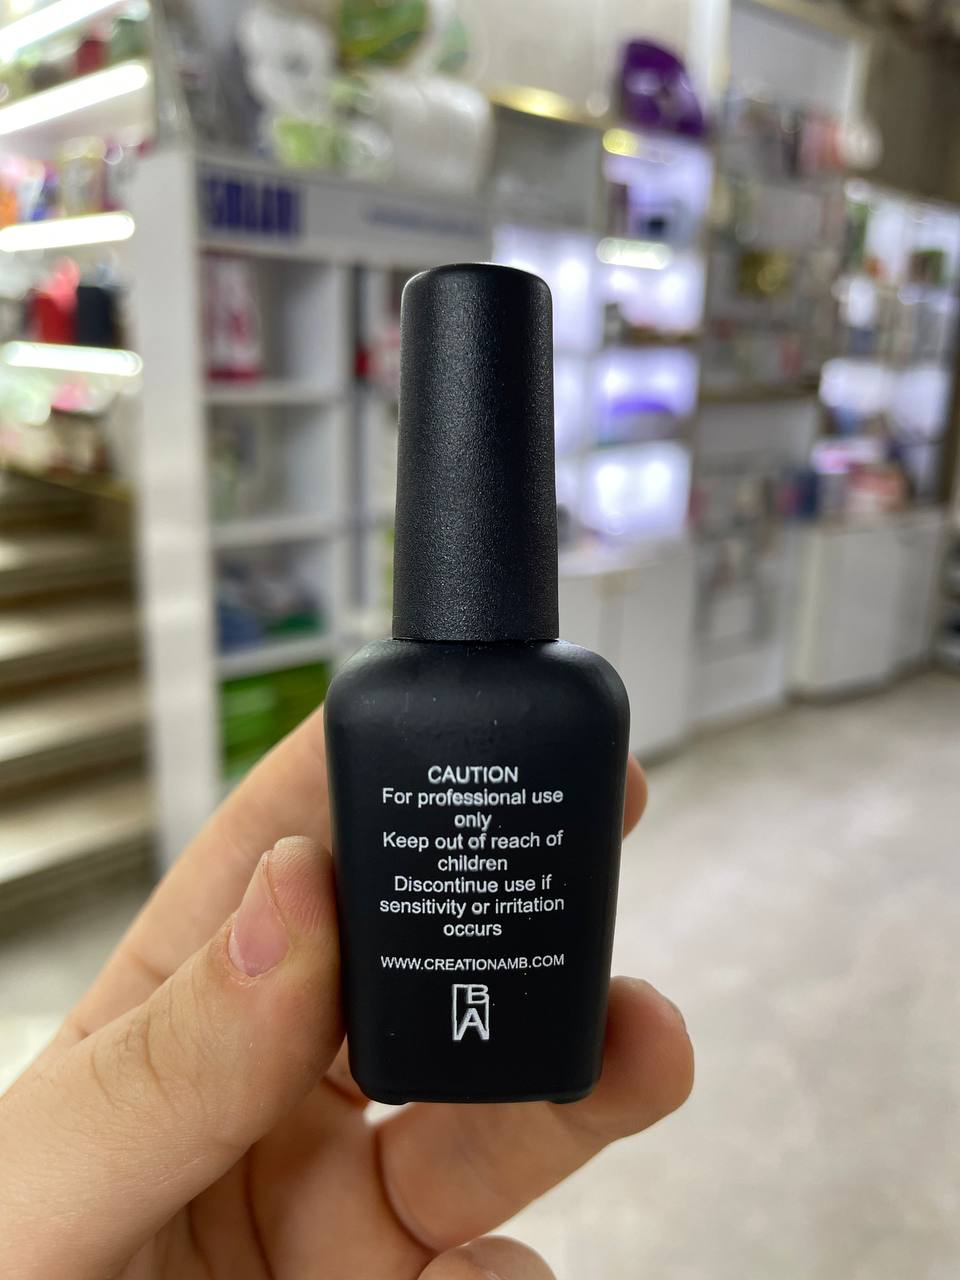 CAUTION
For professional use
only
Keep out of reach of
children
Discontinue use if
sensitivity or irritation
occurs
WWW.CREATIONAMB.COM
B
A